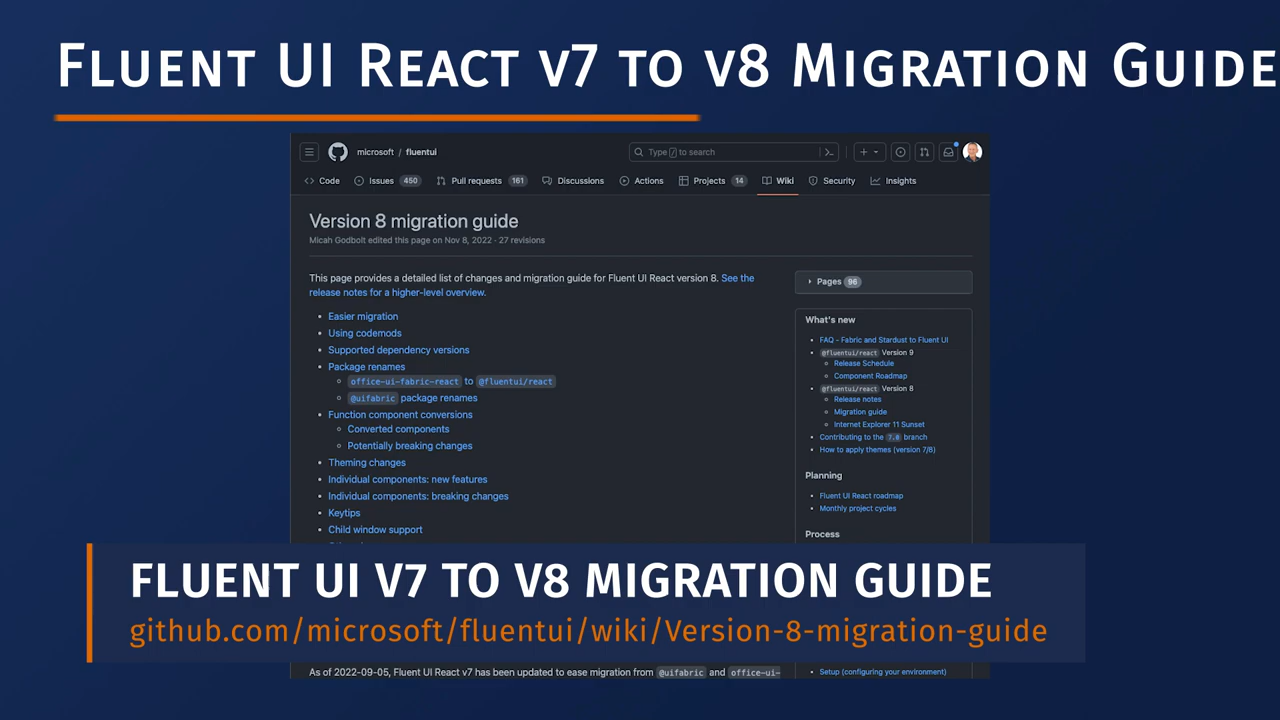 Fluent UI React v7 to v8 Migration Guide
microsoft / fluentui
Type / to search
Code
Issues 450
Pull requests 161
Discussions
Actions
Projects 14
Wiki
Security
Insights
Version 8 migration guide
Micah Godbolt edited this page on Nov 8, 2022 · 27 revisions
This page provides a detailed list of changes and migration guide for Fluent UI React version 8. See the
release notes for a higher-level overview.
Easier migration
Using codemods
Supported dependency versions
Package renames
office-ui-fabric-react to @fluentui/react
@uifabric package renames
Function component conversions
Converted components
Potentially breaking changes
Theming changes
Individual components: new features
Individual components: breaking changes
Keytips
Child window support
Pages 96
What's new
FAQ - Fabric and Stardust to Fluent UI
@fluentui/react Version 9
Release Schedule
Component Roadmap
@fluentui/react Version 8
Release notes
Migration guide
Internet Explorer 11 Sunset
Contributing to the 7.0 branch
How to apply themes (version 7/8)
Planning
Fluent UI React roadmap
Monthly project cycles
Process
FLUENT UI V7 TO V8 MIGRATION GUIDE
github.com/microsoft/fluentui/wiki/Version-8-migration-guide
As of 2022-09-05, Fluent UI React v7 has been updated to ease migration from @uifabric and office-ui-
Setup (configuring your environment)